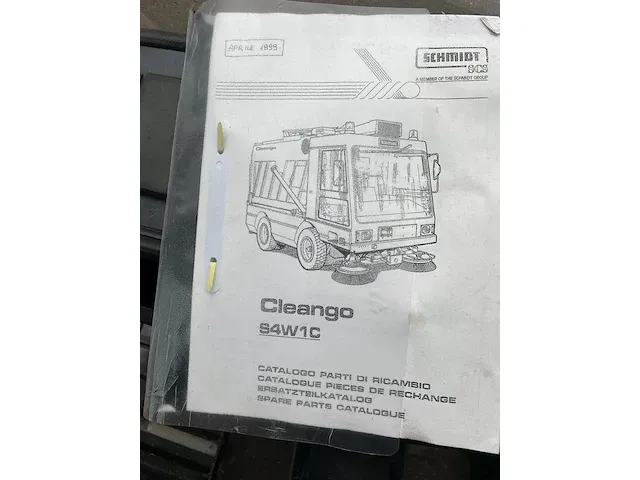 APRILE 1999
SCHMIDT
SCS
A MEMBER OF THE SCHMIDT GROUP
Cleango
Cleango
S4W1C
CATALOGO PARTI DI RICAMBIO
CATALOGUE PIECES DE RECHANGE
ERSATZTEILKATALOG
SPARE PARTS CATALOGUE